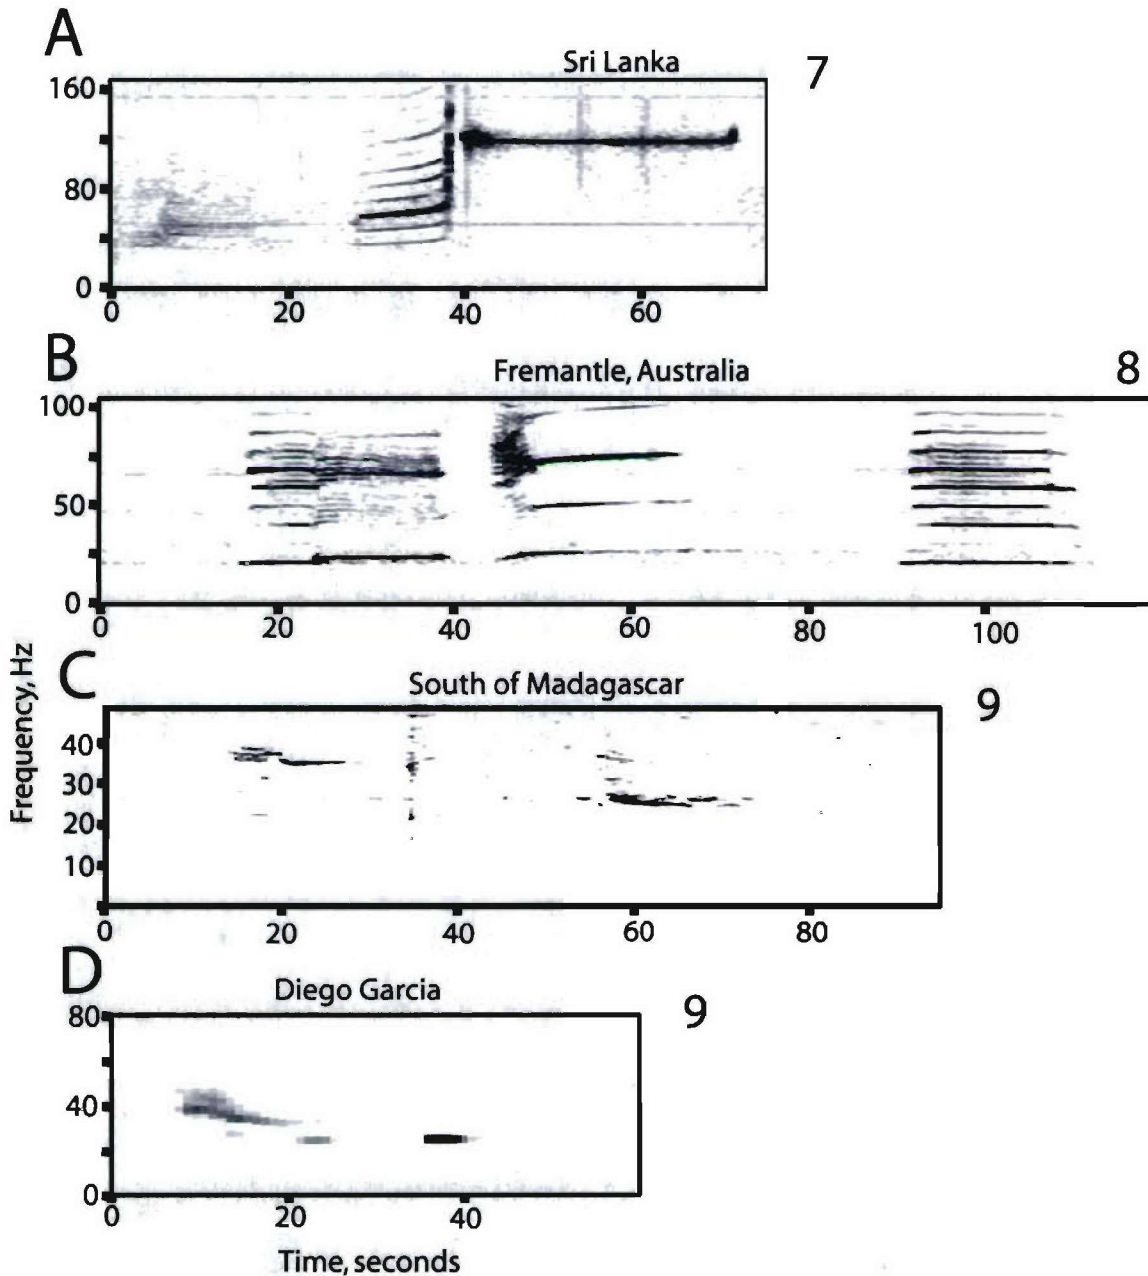 A
Sri Lanka
7
160
80
0
0 20 40 60
B
Fremantle, Australia
8
100
50
0
0 20 40 60 80 100
C
South of Madagascar
9
40
30
20
10
0 20 40 60 80
D
Diego Garcia
9
80
40
0
0 20 40
Frequency, Hz
Time, seconds